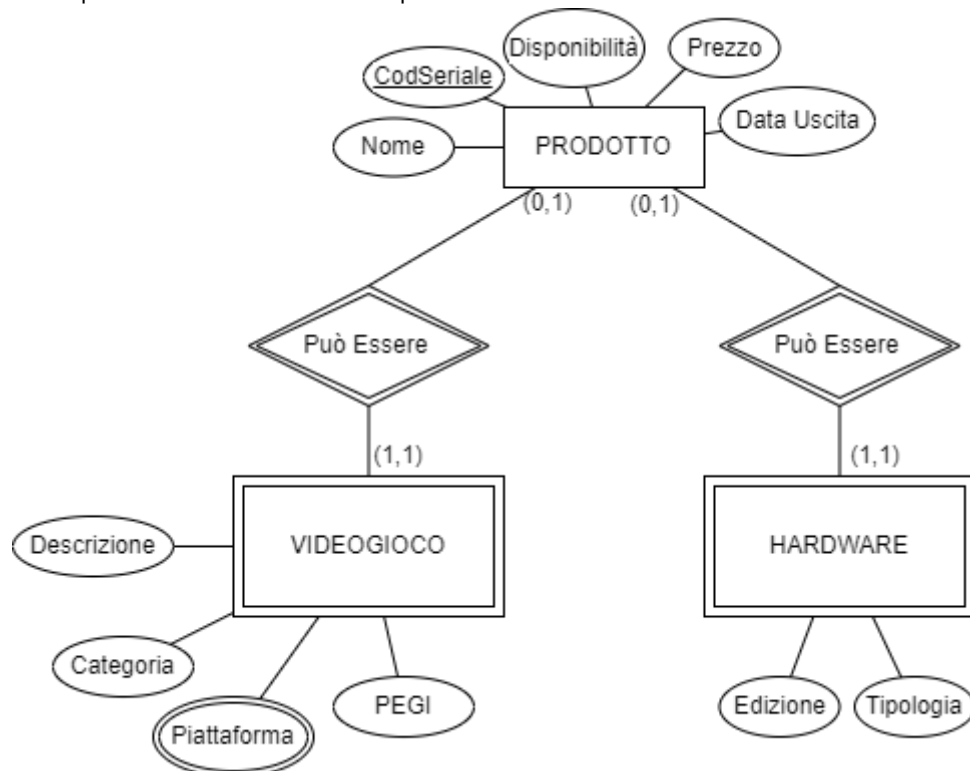 Disponibilità
Prezzo
CodSeriale
Data Uscita
Nome
PRODOTTO
(0,1)
(0,1)
Può Essere
Può Essere
(1,1)
(1,1)
Descrizione
VIDEOGIOCO
HARDWARE
Categoria
Piattaforma
PEGI
Edizione
Tipologia